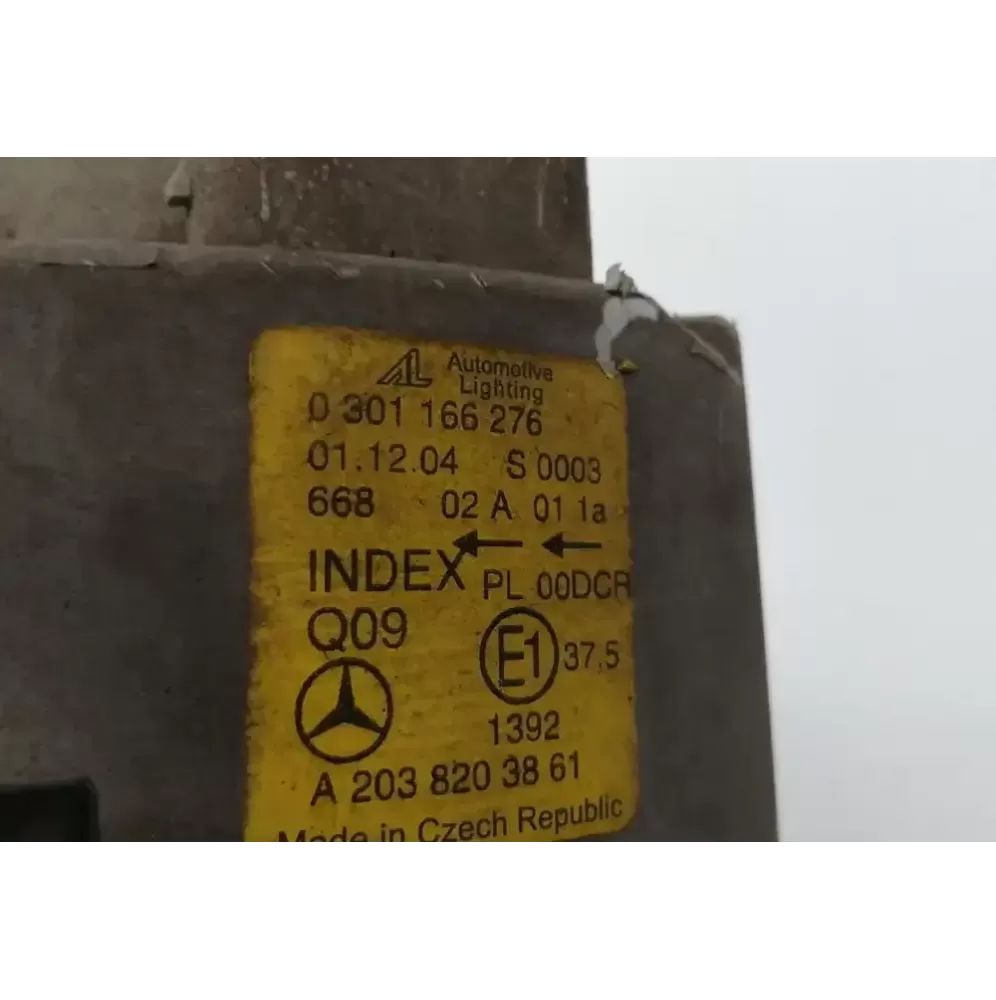 AL Automotive
Lighting
0 301 166 276
01.12.04 S 0003
668 02 A 01 1a
INDEX PL 00DCR
Q09
E1 37,5
1392
A 203 820 38 61
Made in Czech Republic